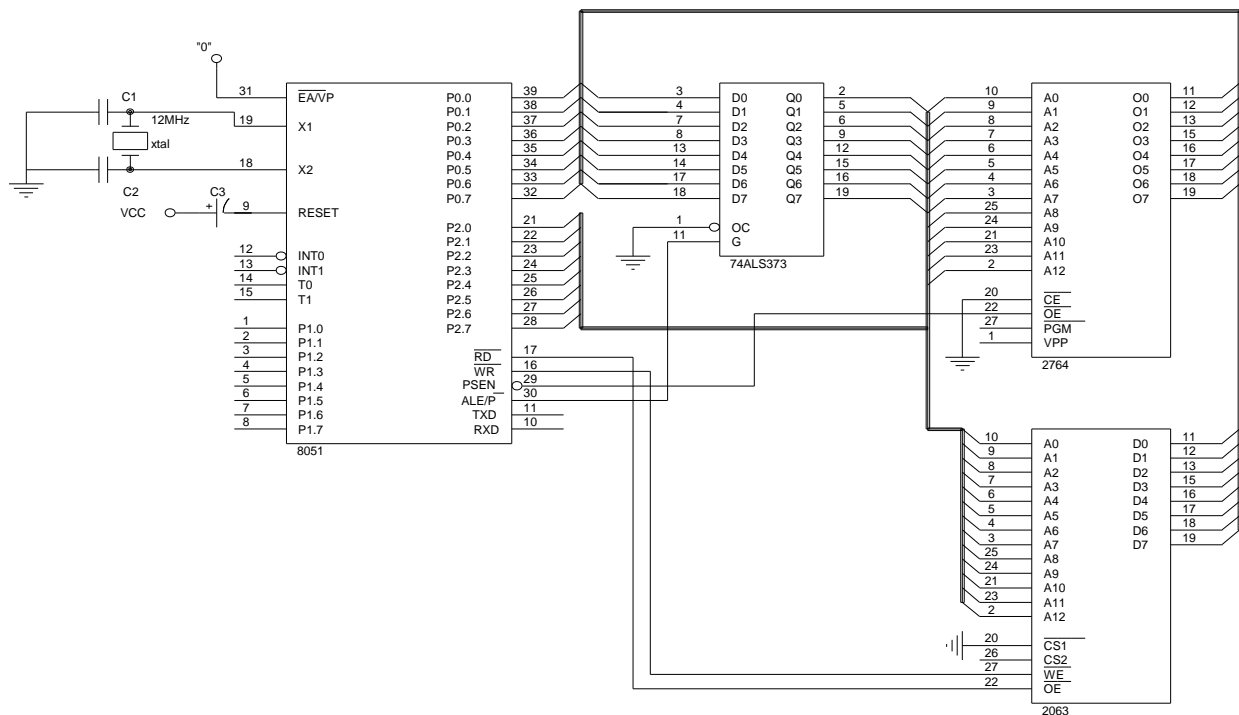 "0"
C1
12MHz
xtal
C2
C3
VCC
+
31 EA/VP
19 X1
18 X2
9 RESET
12 INT0
13 INT1
14 T0
15 T1
1 P1.0
2 P1.1
3 P1.2
4 P1.3
5 P1.4
6 P1.5
7 P1.6
8 P1.7
P0.0 39
P0.1 38
P0.2 37
P0.3 36
P0.4 35
P0.5 34
P0.6 33
P0.7 32
P2.0 21
P2.1 22
P2.2 23
P2.3 24
P2.4 25
P2.5 26
P2.6 27
P2.7 28
RD 17
WR 16
PSEN 29
ALE/P 30
TXD 11
RXD 10
8051
3 D0 Q0 2
4 D1 Q1 5
7 D2 Q2 6
8 D3 Q3 9
13 D4 Q4 12
14 D5 Q5 15
17 D6 Q6 16
18 D7 Q7 19
1 OC
11 G
74ALS373
10 A0 O0 11
9 A1 O1 12
8 A2 O2 13
7 A3 O3 15
6 A4 O4 16
5 A5 O5 17
4 A6 O6 18
3 A7 O7 19
25 A8
24 A9
21 A10
23 A11
2 A12
20 CE
22 OE
27 PGM
1 VPP
2764
10 A0 D0 11
9 A1 D1 12
8 A2 D2 13
7 A3 D3 15
6 A4 D4 16
5 A5 D5 17
4 A6 D6 18
3 A7 D7 19
25 A8
24 A9
21 A10
23 A11
2 A12
20 CS1
26 CS2
27 WE
22 OE
2063